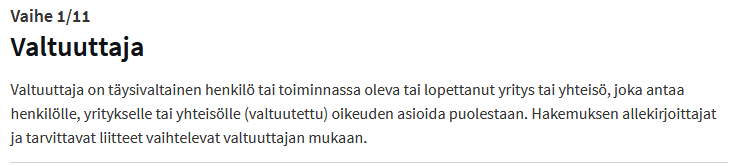 Vaihe 1/11
Valtuuttaja
Valtuuttaja on täysivaltainen henkilö tai toiminnassa oleva tai lopettanut yritys tai yhteisö, joka antaa
henkilölle, yritykselle tai yhteisölle (valtuutettu) oikeuden asioida puolestaan. Hakemuksen allekirjoittajat
ja tarvittavat liitteet vaihtelevat valtuuttajan mukaan.